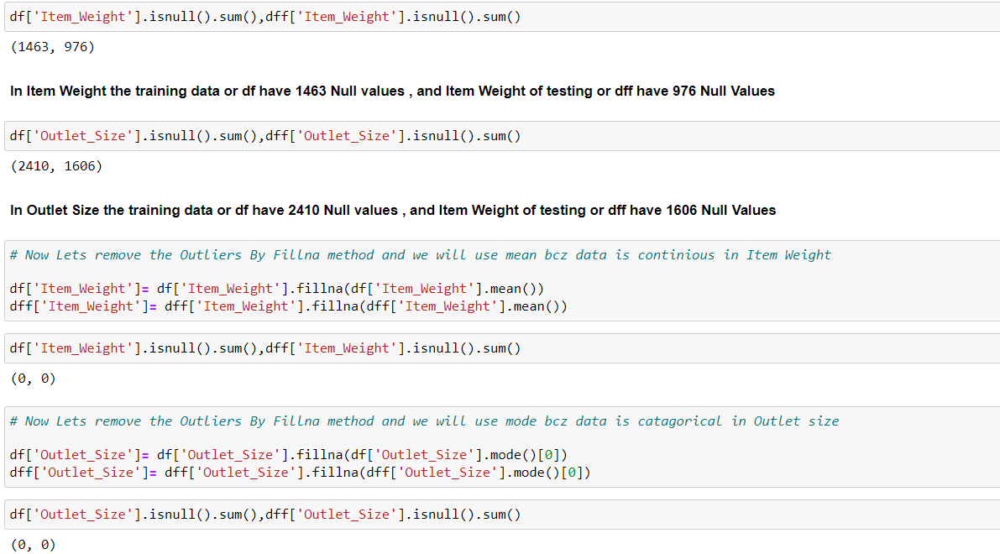 df['Item_Weight'].isnull().sum(),dff['Item_Weight'].isnull().sum()
(1463, 976)
In Item Weight the training data or df have 1463 Null values , and Item Weight of testing or dff have 976 Null Values
df['Outlet_Size'].isnull().sum(),dff['Outlet_Size'].isnull().sum()
(2410, 1606)
In Outlet Size the training data or df have 2410 Null values , and Item Weight of testing or dff have 1606 Null Values
# Now Lets remove the Outliers By Fillna method and we will use mean bcz data is continious in Item Weight
df['Item_Weight']= df['Item_Weight'].fillna(df['Item_Weight'].mean())
dff['Item_Weight']= dff['Item_Weight'].fillna(dff['Item_Weight'].mean())
df['Item_Weight'].isnull().sum(),dff['Item_Weight'].isnull().sum()
(0, 0)
# Now Lets remove the Outliers By Fillna method and we will use mode bcz data is catagorical in Outlet size
df['Outlet_Size']= df['Outlet_Size'].fillna(df['Outlet_Size'].mode()[0])
dff['Outlet_Size']= dff['Outlet_Size'].fillna(dff['Outlet_Size'].mode()[0])
df['Outlet_Size'].isnull().sum(),dff['Outlet_Size'].isnull().sum()
(0, 0)